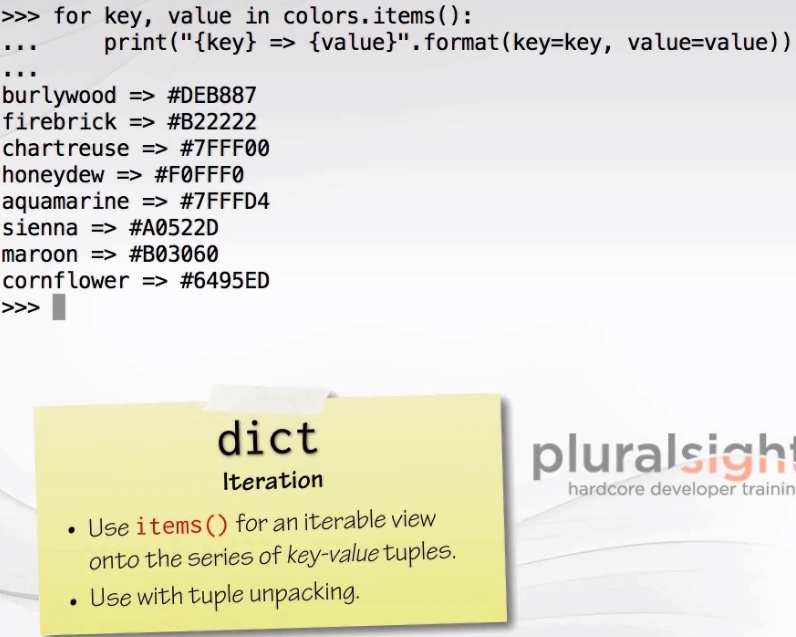 >>> for key, value in colors.items():
...     print("{key} => {value}".format(key=key, value=value))
...
burlywood => #DEB887
firebrick => #B22222
chartreuse => #7FFF00
honeydew => #F0FFF0
aquamarine => #7FFFD4
sienna => #A0522D
maroon => #B03060
cornflower => #6495ED
>>>
dict
Iteration
• Use items() for an iterable view
onto the series of key-value tuples.
• Use with tuple unpacking.
pluralsight
hardcore developer trainin